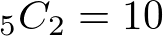 ₅C₂ = 10